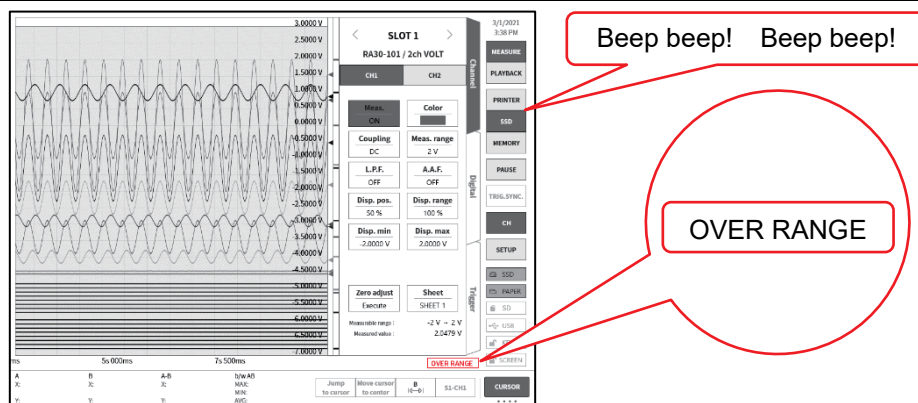 3.0000 V
2.5000 V
2.0000 V
1.5000 V
1.0000 V
0.5000 V
0.0000 V
-0.5000 V
-1.0000 V
-1.5000 V
-2.0000 V
-2.5000 V
-3.0000 V
-3.5000 V
-4.0000 V
-4.5000 V
-5.0000 V
-5.5000 V
-6.0000 V
-6.5000 V
-7.0000 V
ms 5s 000ms 7s 500ms
< SLOT 1 >
RA30-101 / 2ch VOLT
CH1 CH2
Meas. Color
ON
Coupling Meas. range
DC 2 V
L.P.F. A.A.F.
OFF OFF
Disp. pos. Disp. range
50 % 100 %
Disp. min Disp. max
-2.0000 V 2.0000 V
Zero adjust Sheet
Execute SHEET 1
Measurable range : -2 V ~ 2 V
Measured value : 2.0479 V
OVER RANGE
Channel
Digital
Trigger
3/1/2021
3:38 PM
MEASURE
PLAYBACK
PRINTER
SSD
MEMORY
PAUSE
TRIG.SYNC.
CH
SETUP
SSD
PAPER
SD
USB
SCREEN
A B A-B b/w AB
X: X: X: MAX:
MIN:
Y: Y: Y: AVG:
Jump
to cursor
Move cursor
to center
B
S1-CH1
CURSOR
Beep beep! Beep beep!
OVER RANGE